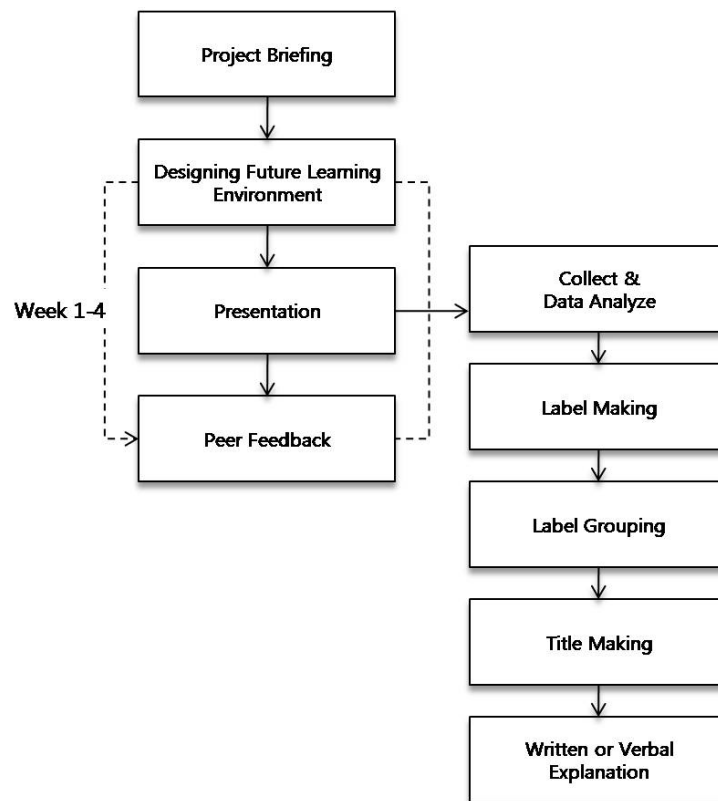 Project Briefing
Designing Future Learning
Environment
Week 1-4
Presentation
Peer Feedback
Collect &
Data Analyze
Label Making
Label Grouping
Title Making
Written or Verbal
Explanation